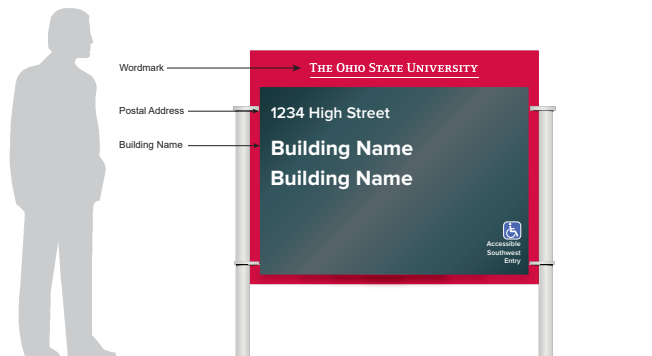 Wordmark
THE OHIO STATE UNIVERSITY
Postal Address
1234 High Street
Building Name
Building Name
Building Name
Accessible
Southwest
Entry